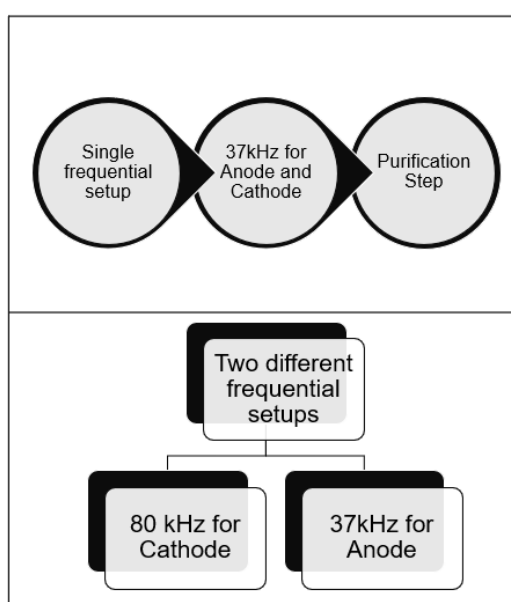 Single
frequential
setup
37kHz for
Anode and
Cathode
Purification
Step
Two different
frequential
setups
80 kHz for
Cathode
37kHz for
Anode